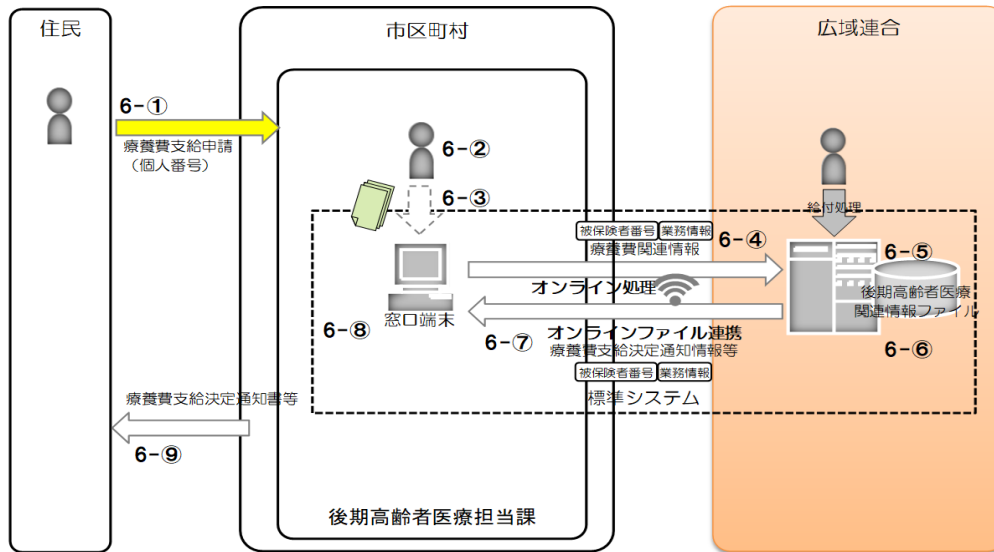 住民
市区町村
広域連合
6-①
療養費支給申請
（個人番号）
6-②
6-③
給付処理
被保険者番号 業務情報
療養費関連情報
6-④
6-⑤
オンライン処理
後期高齢者医療
関連情報ファイル
窓口端末
6-⑧
6-⑦
オンラインファイル連携
療養費支給決定通知情報等
6-⑥
被保険者番号 業務情報
標準システム
療養費支給決定通知書等
6-⑨
後期高齢者医療担当課